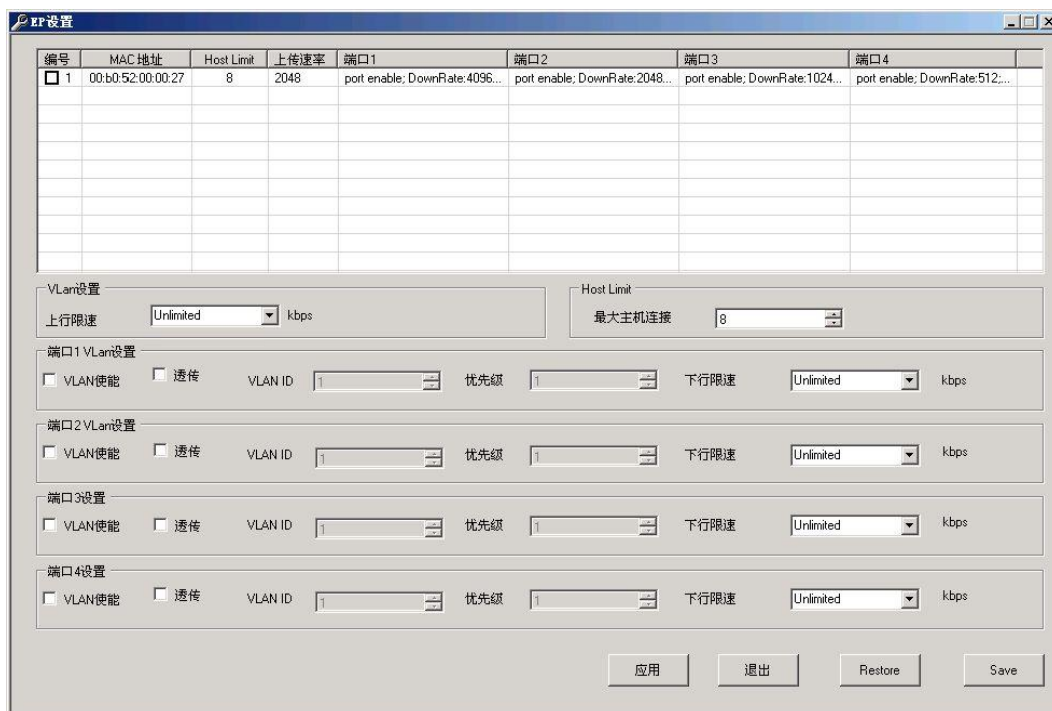 EP设置
编号 MAC 地址 Host Limit 上传速率 端口1 端口2 端口3 端口4
1 00:b0:52:00:00:27 8 2048 port enable; DownRate:4096... port enable; DownRate:2048... port enable; DownRate:1024... port enable; DownRate:512;...
VLan设置 Host Limit
上行限速 Unlimited kbps 最大主机连接 8
端口1 VLan设置
VLAN使能 透传 VLAN ID 1 优先级 1 下行限速 Unlimited kbps
端口2 VLan设置
VLAN使能 透传 VLAN ID 1 优先级 1 下行限速 Unlimited kbps
端口3设置
VLAN使能 透传 VLAN ID 1 优先级 1 下行限速 Unlimited kbps
端口4设置
VLAN使能 透传 VLAN ID 1 优先级 1 下行限速 Unlimited kbps
应用 退出 Restore Save